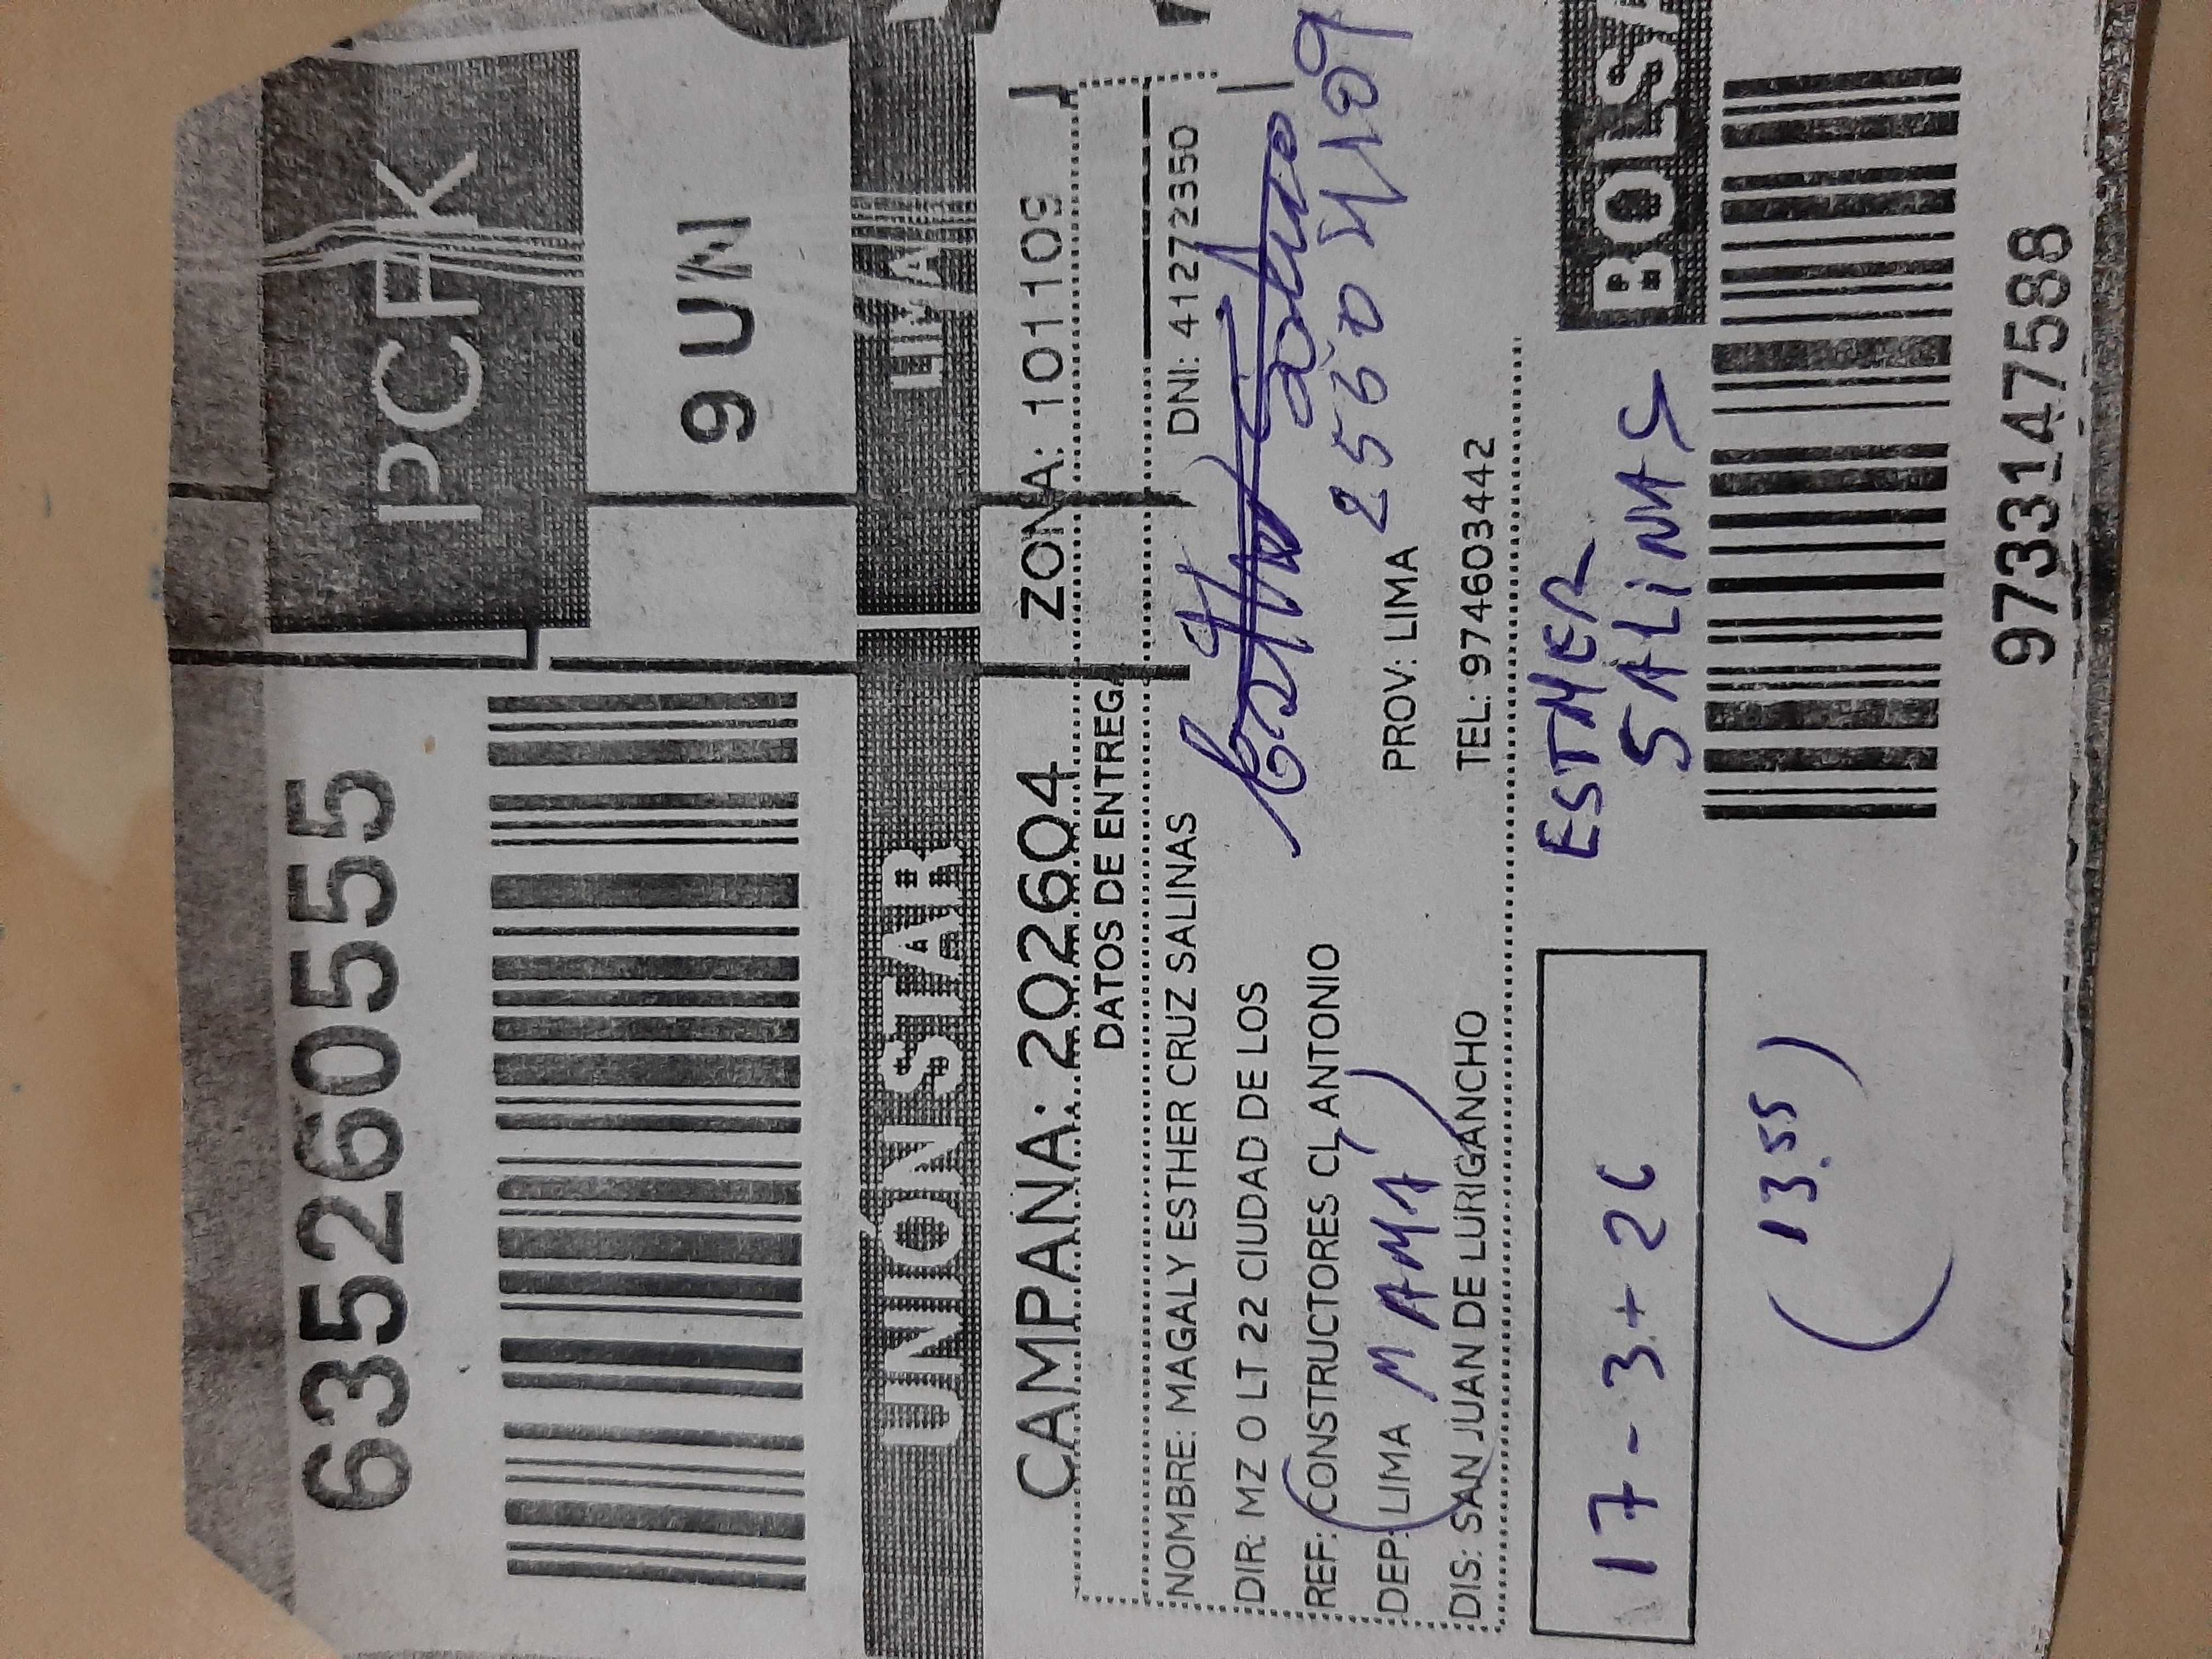 6352605555
PCFK
9 UN
UNIÓN STAR
LIMA
CAMPAÑA: 202604
ZONA: 101109
DATOS DE ENTREGA
NOMBRE: MAGALY ESTHER CRUZ SALINAS
DNI: 41272350
DIR: MZ O LT 22 CIUDAD DE LOS
REF: CONSTRUCTORES CL ANTONIO
DEP: LIMA
PROV: LIMA
(MAMA)
DIS: SAN JUAN DE LURIGANCHO
TEL: 974603442
ESTHER
SALINAS
17-3+26
BOLSA
(13.55)
9733147588